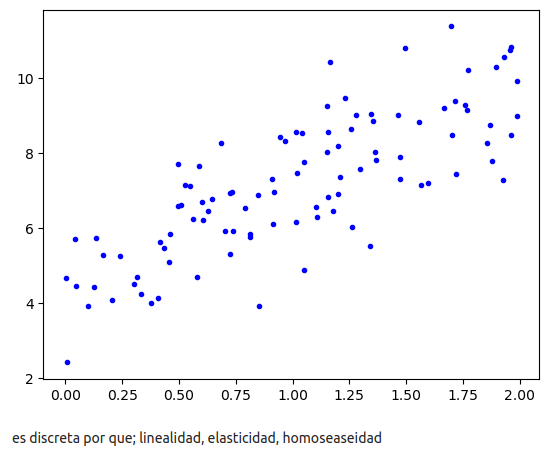 10
8
6
4
2
0.00 0.25 0.50 0.75 1.00 1.25 1.50 1.75 2.00
es discreta por que; linealidad, elasticidad, homoseaseidad